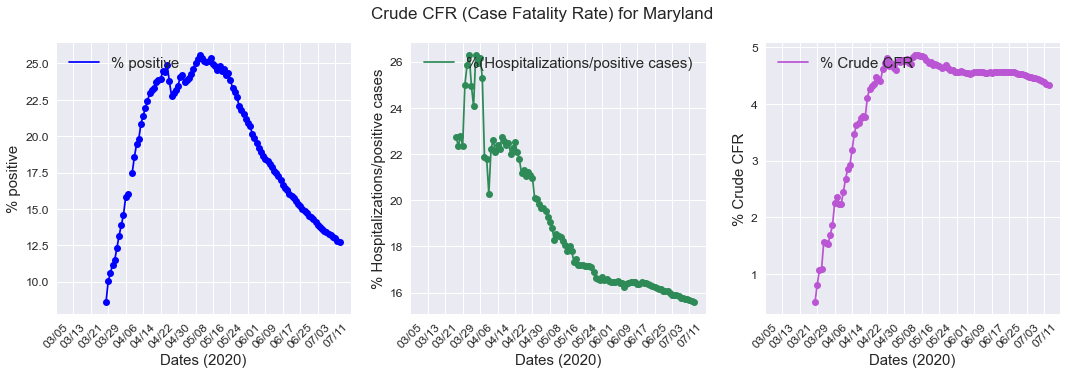 Crude CFR (Case Fatality Rate) for Maryland
% positive
% positive
25.0
22.5
20.0
17.5
15.0
12.5
10.0
03/05 03/13 03/21 03/29 04/06 04/14 04/22 04/30 05/08 05/16 05/24 06/01 06/09 06/17 06/25 07/03 07/11
Dates (2020)
% Hospitalizations/positive cases
% Hospitalizations/positive cases)
26
24
22
20
18
16
03/05 03/13 03/21 03/29 04/06 04/14 04/22 04/30 05/08 05/16 05/24 06/01 06/09 06/17 06/25 07/03 07/11
Dates (2020)
% Crude CFR
% Crude CFR
5
4
3
2
1
03/05 03/13 03/21 03/29 04/06 04/14 04/22 04/30 05/08 05/16 05/24 06/01 06/09 06/17 06/25 07/03 07/11
Dates (2020)